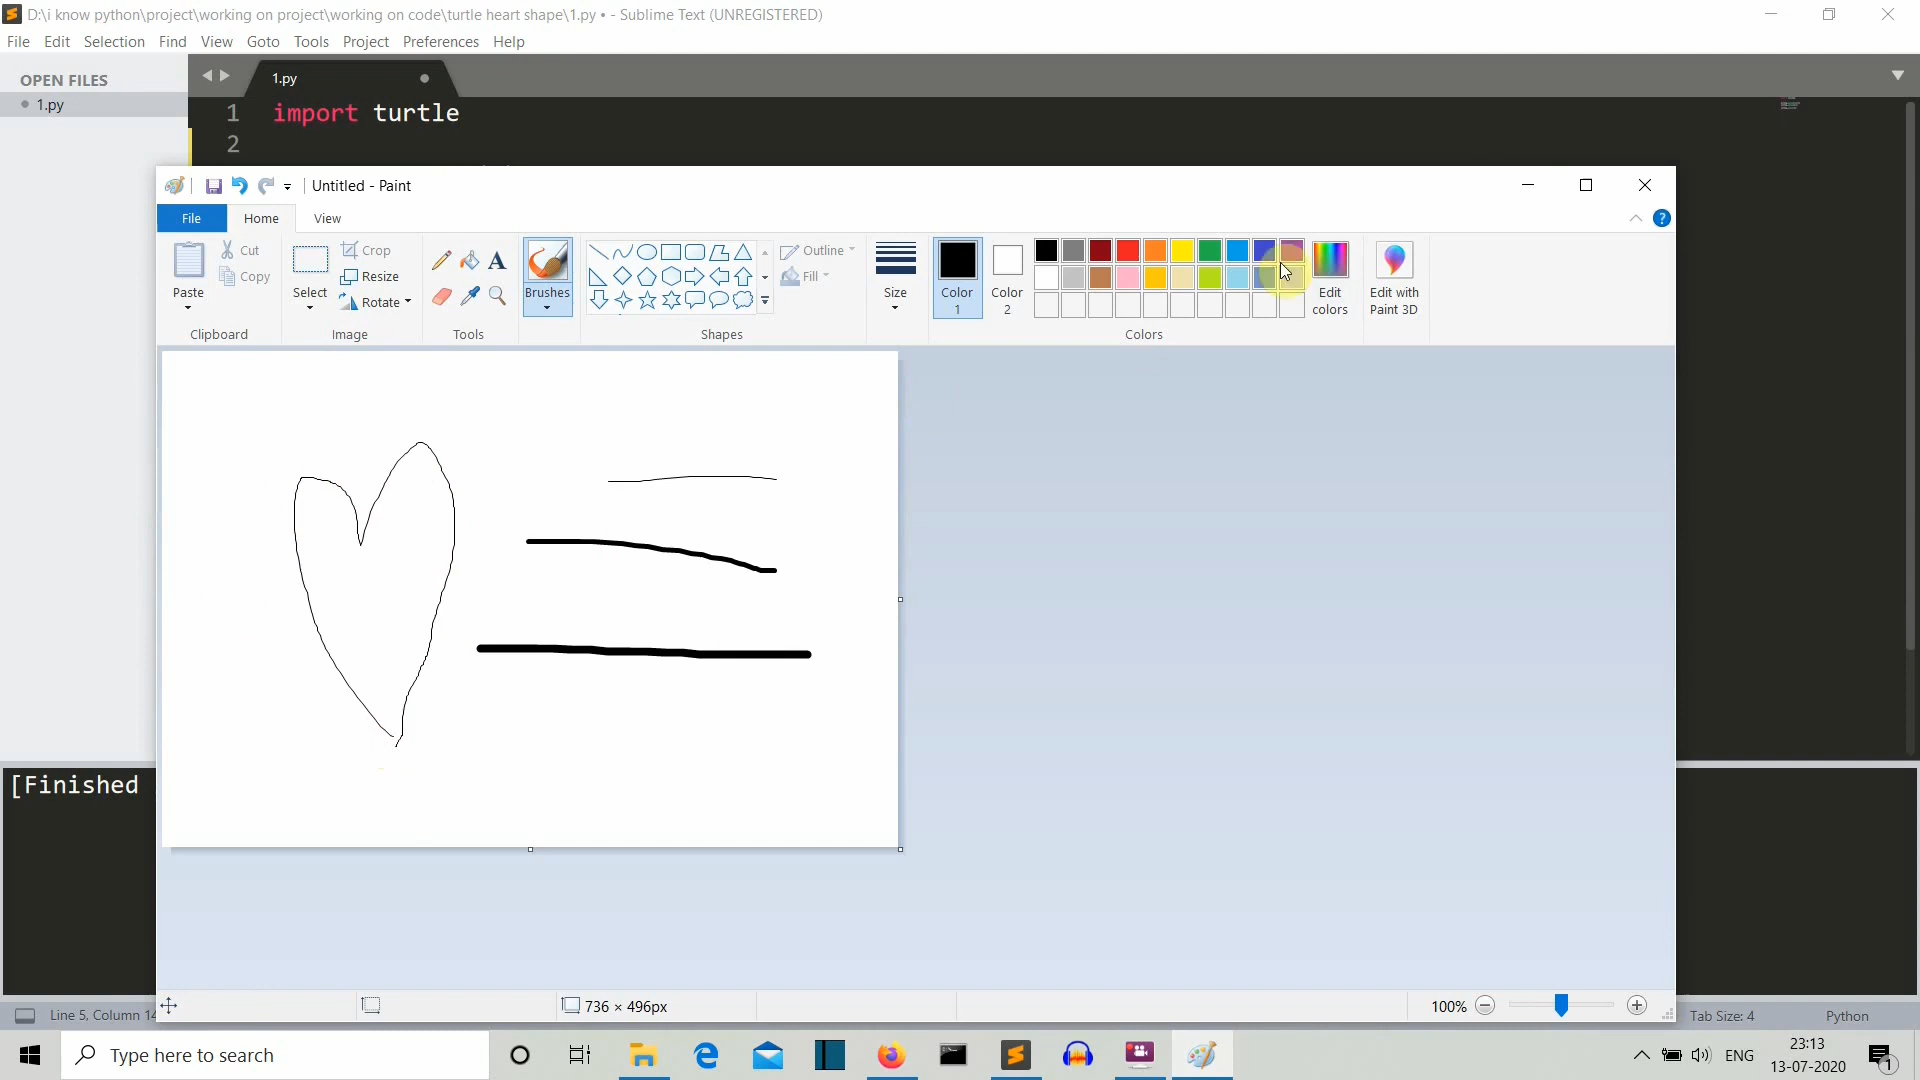 D:\i know python\project\working on project\working on code\turtle heart shape\1.py • - Sublime Text (UNREGISTERED)
File Edit Selection Find View Goto Tools Project Preferences Help
OPEN FILES
1.py
1.py
1 import turtle
2
Untitled - Paint
File Home View
Paste
Cut
Copy
Clipboard
Select
Crop
Resize
Rotate
Image
A
Tools
Brushes
Outline
Fill
Shapes
Size
Color 1
Color 2
Edit colors
Colors
Edit with Paint 3D
[Finished
736 × 496px
100%
Line 5, Column 14
Tab Size: 4
Python
Type here to search
ENG
23:13
13-07-2020
1